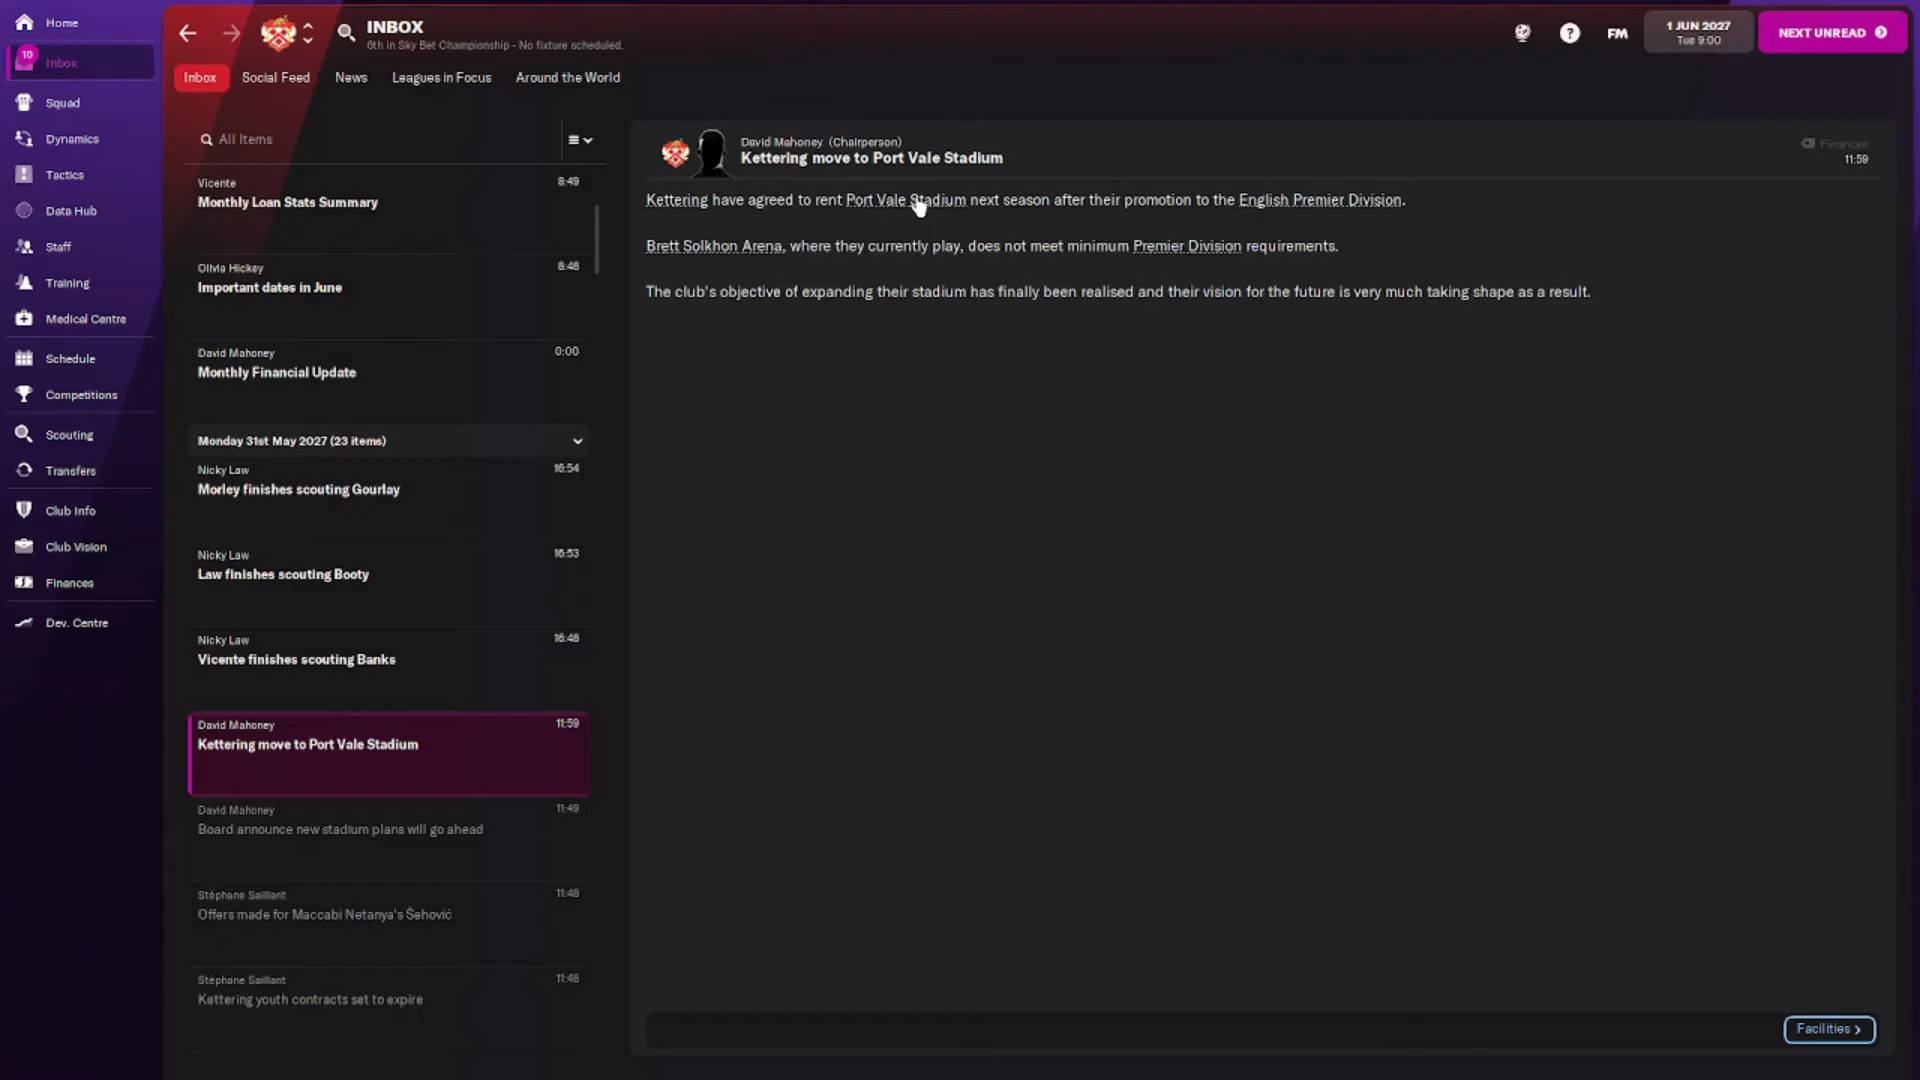 Home
10
Inbox
Squad
Dynamics
Tactics
Data Hub
Staff
Training
Medical Centre
Schedule
Competitions
Scouting
Transfers
Club Info
Club Vision
Finances
Dev. Centre
INBOX
6th in Sky Bet Championship - No fixture scheduled.
?
FM
1 JUN 2027
Tue 9:00
NEXT UNREAD
Inbox
Social Feed
News
Leagues in Focus
Around the World
All Items
Vicente
8:49
Monthly Loan Stats Summary
Olivia Hickey
8:48
Important dates in June
David Mahoney
0:00
Monthly Financial Update
Monday 31st May 2027 (23 items)
Nicky Law
16:54
Morley finishes scouting Gourlay
Nicky Law
16:53
Law finishes scouting Booty
Nicky Law
16:48
Vicente finishes scouting Banks
David Mahoney
11:59
Kettering move to Port Vale Stadium
David Mahoney
11:49
Board announce new stadium plans will go ahead
Stéphane Saillant
11:48
Offers made for Maccabi Netanya's Šehović
Stéphane Saillant
11:48
Kettering youth contracts set to expire
David Mahoney (Chairperson)
Kettering move to Port Vale Stadium
Finances
11:59
Kettering have agreed to rent Port Vale Stadium next season after their promotion to the English Premier Division.
Brett Solkhon Arena, where they currently play, does not meet minimum Premier Division requirements.
The club's objective of expanding their stadium has finally been realised and their vision for the future is very much taking shape as a result.
Facilities >